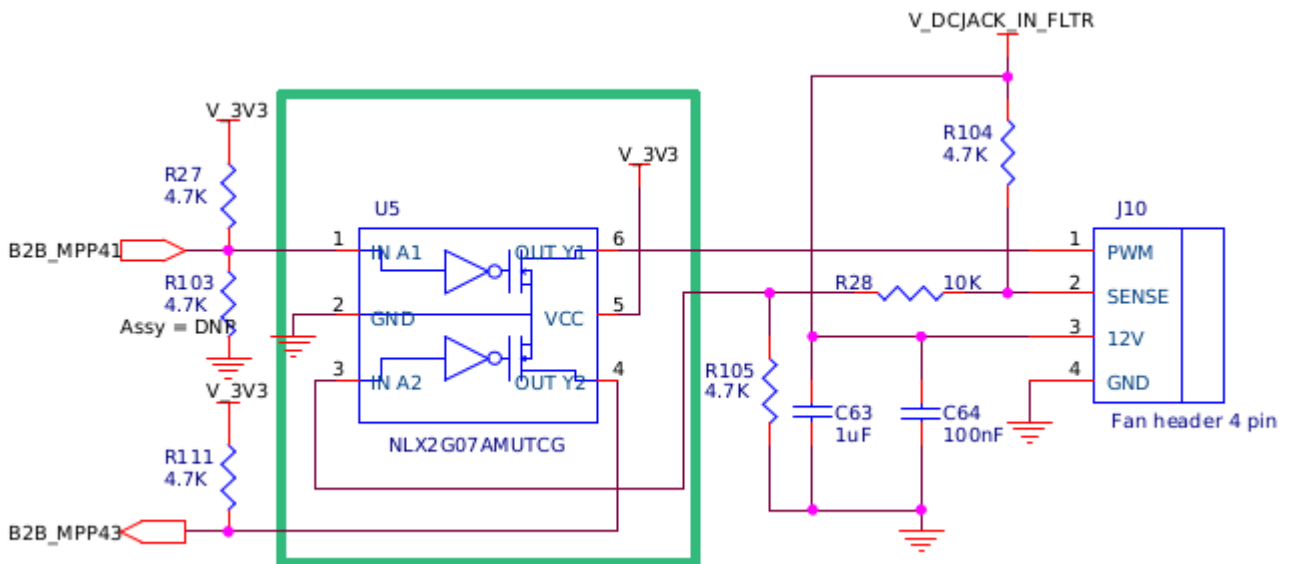 V_DCJACK_IN_FLTR
V_3V3
R27
4.7K
B2B_MPP41
R103
4.7K
Assy = DNP
V_3V3
R111
4.7K
B2B_MPP43
U5
V_3V3
1
IN A1
OUT Y1
6
2
GND
VCC
5
3
IN A2
OUT Y2
4
NLX2G07AMUTCG
R104
4.7K
R28
10K
R105
4.7K
C63
1uF
C64
100nF
J10
1
PWM
2
SENSE
3
12V
4
GND
Fan header 4 pin